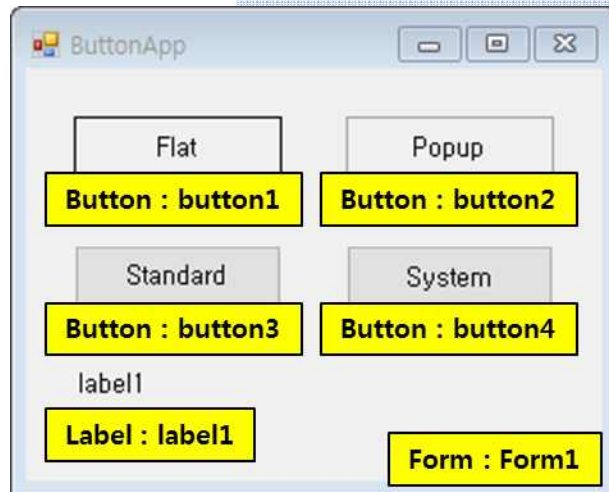 ButtonApp
Flat Popup
Button : button1 Button : button2
Standard System
Button : button3 Button : button4
label1
Label : label1
Form : Form1